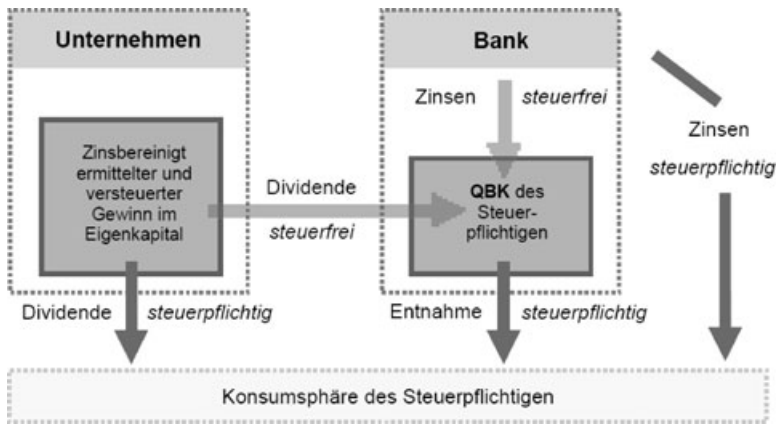 Unternehmen
Bank
Zinsen steuerfrei
Zinsen
steuerpflichtig
Zinsbereinigt
ermittelter und
versteuerter
Gewinn im
Eigenkapital
Dividende
steuerfrei
QBK des
Steuer-
pflichtigen
Dividende steuerpflichtig
Entnahme steuerpflichtig
Konsumsphäre des Steuerpflichtigen